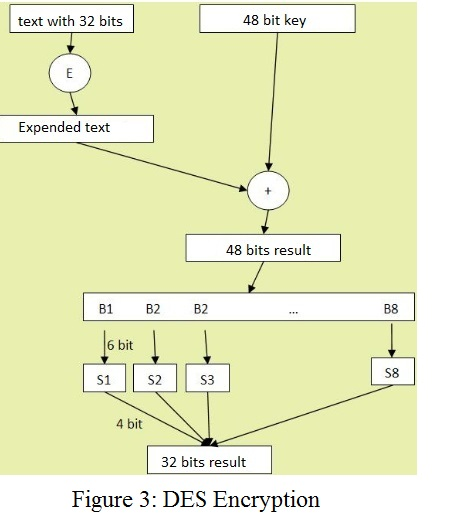 text with 32 bits
48 bit key
E
Expended text
+
48 bits result
B1 B2 B2 ... B8
6 bit
S1 S2 S3 S8
4 bit
32 bits result
Figure 3: DES Encryption